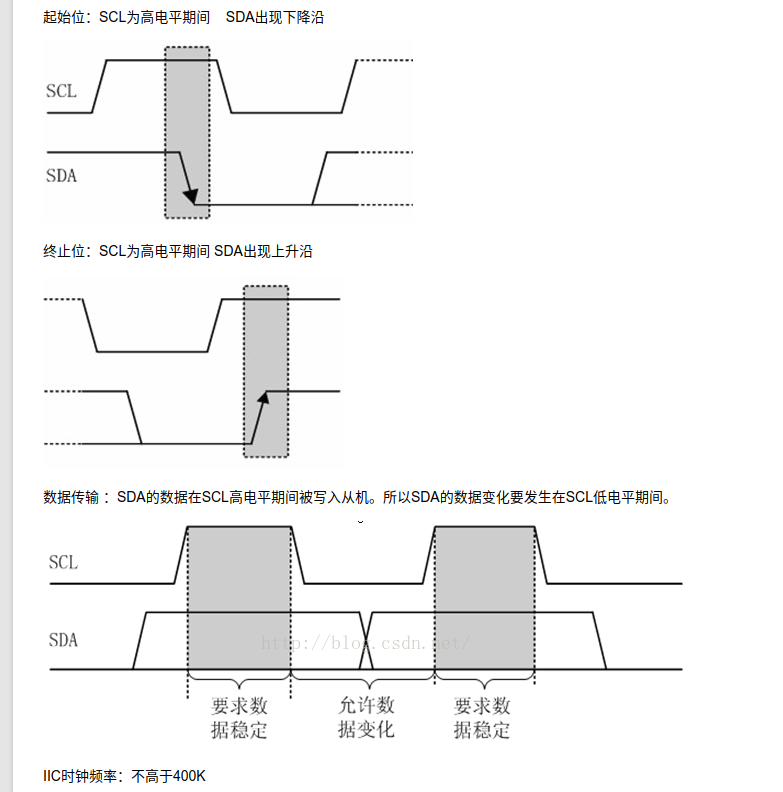 起始位：SCL为高电平期间 SDA出现下降沿
SCL
SDA
终止位：SCL为高电平期间 SDA出现上升沿
数据传输 ：SDA的数据在SCL高电平期间被写入从机。所以SDA的数据变化要发生在SCL低电平期间。
SCL
SDA
http://blog.csdn.net/
要求数 允许数 要求数
据稳定 据变化 据稳定
IIC时钟频率：不高于400K